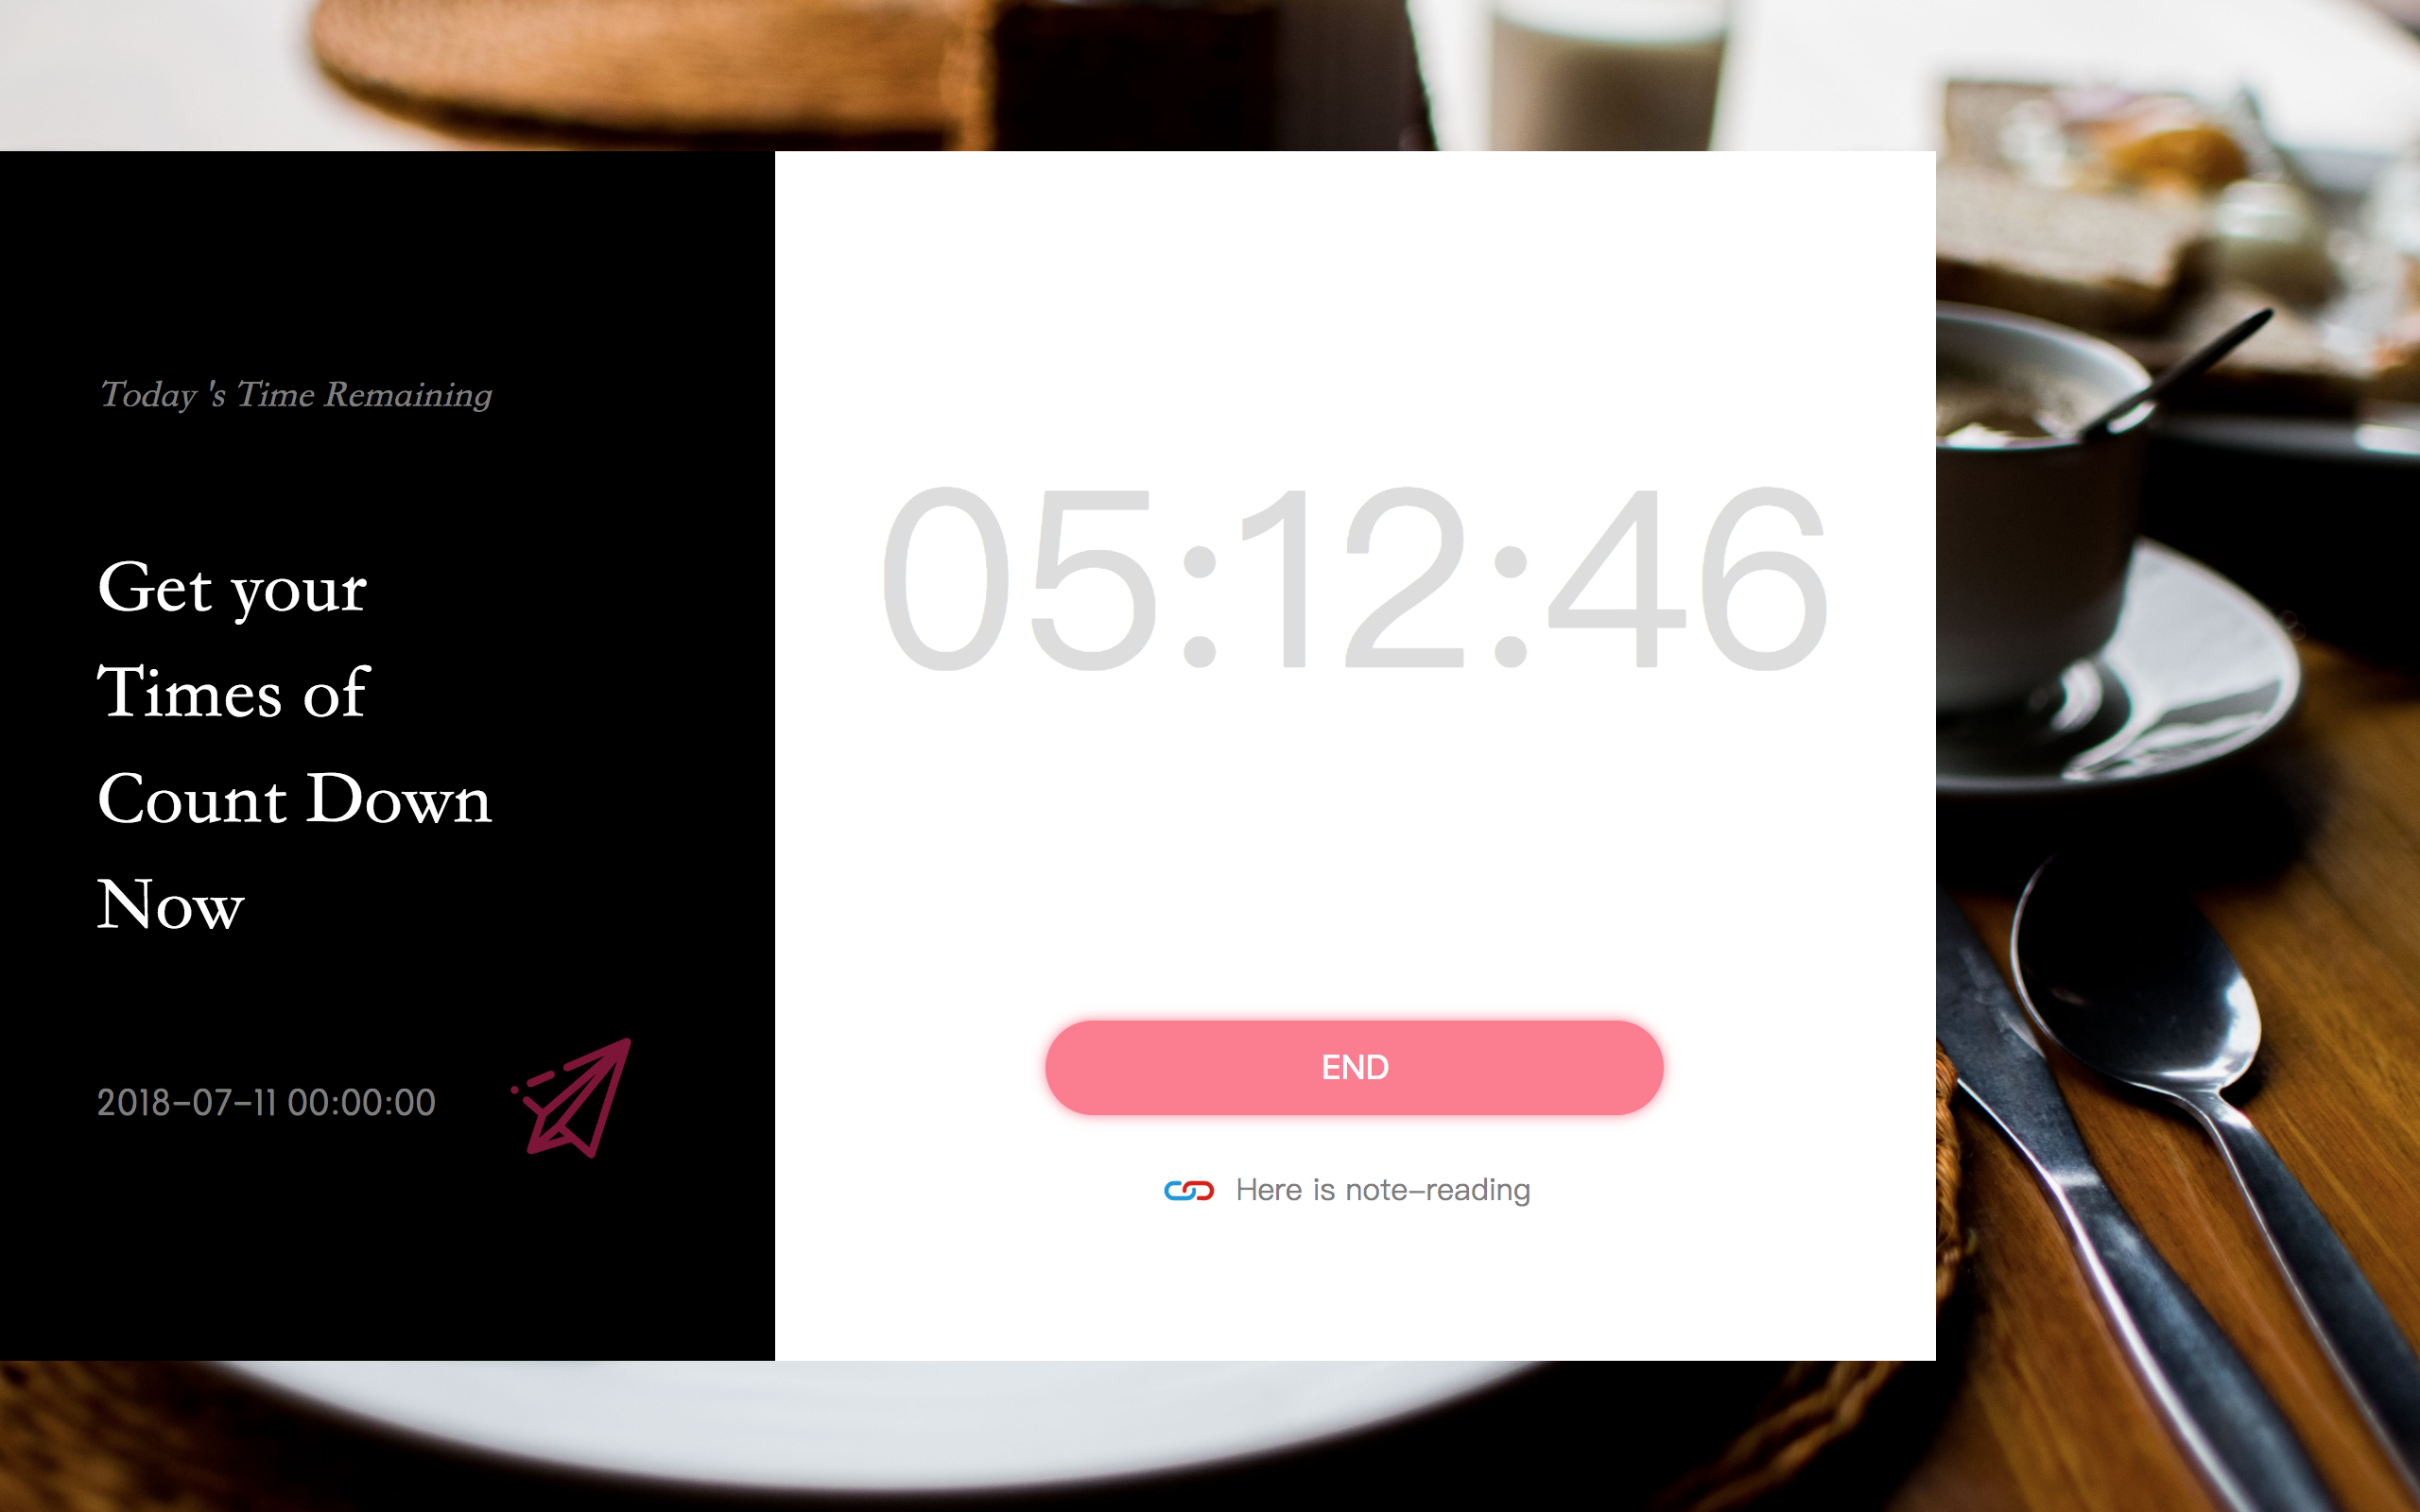 Today 's Time Remaining
Get your
Times of
Count Down
Now
2018-07-11 00:00:00
05:12:46
END
Here is note-reading